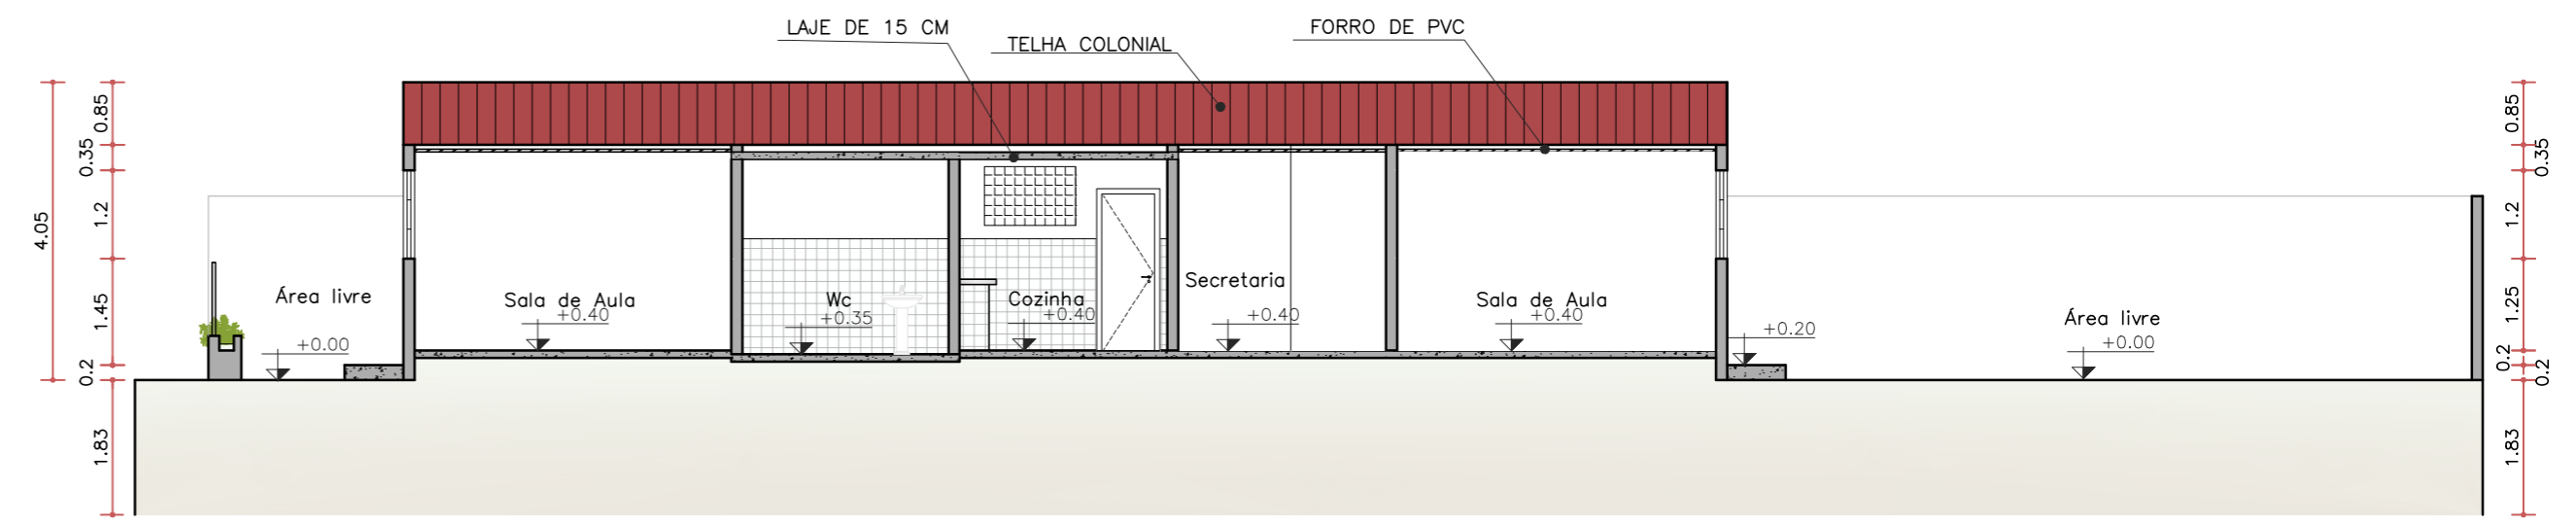 LAJE DE 15 CM
TELHA COLONIAL
FORRO DE PVC
4.05
0.85
0.35
1.2
1.45
0.2
1.83
Área livre
+0.00
Sala de Aula
+0.40
Wc
+0.35
Cozinha
+0.40
Secretaria
+0.40
Sala de Aula
+0.40
+0.20
Área livre
+0.00
0.85
0.35
1.2
1.25
0.2
0.2
1.83